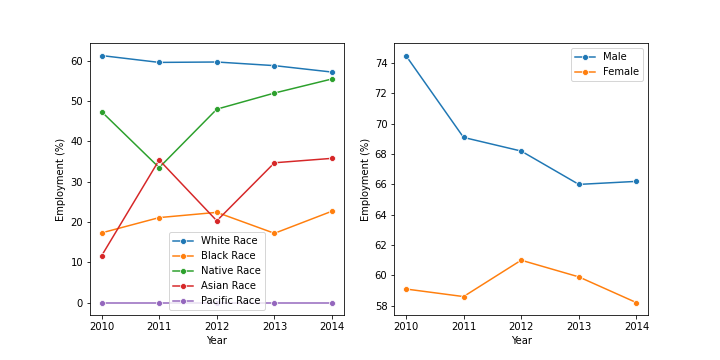 60
50
40
30
20
10
0
Employment (%)
2010 2011 2012 2013 2014
Year
White Race
Black Race
Native Race
Asian Race
Pacific Race
74
72
70
68
66
64
62
60
58
Employment (%)
2010 2011 2012 2013 2014
Year
Male
Female